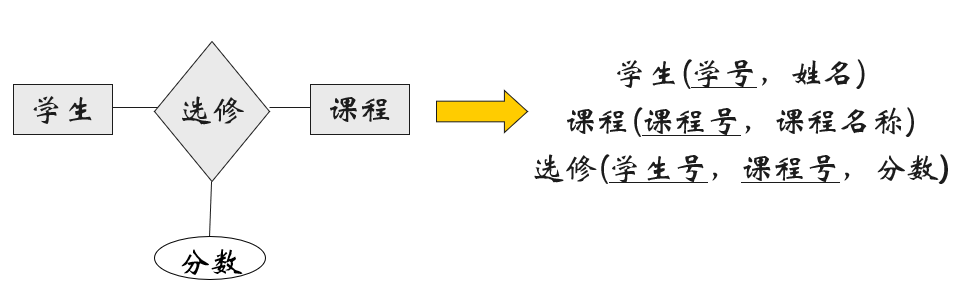 学生
选修
课程
分数
学生(学号，姓名)
课程(课程号，课程名称)
选修(学生号，课程号，分数)